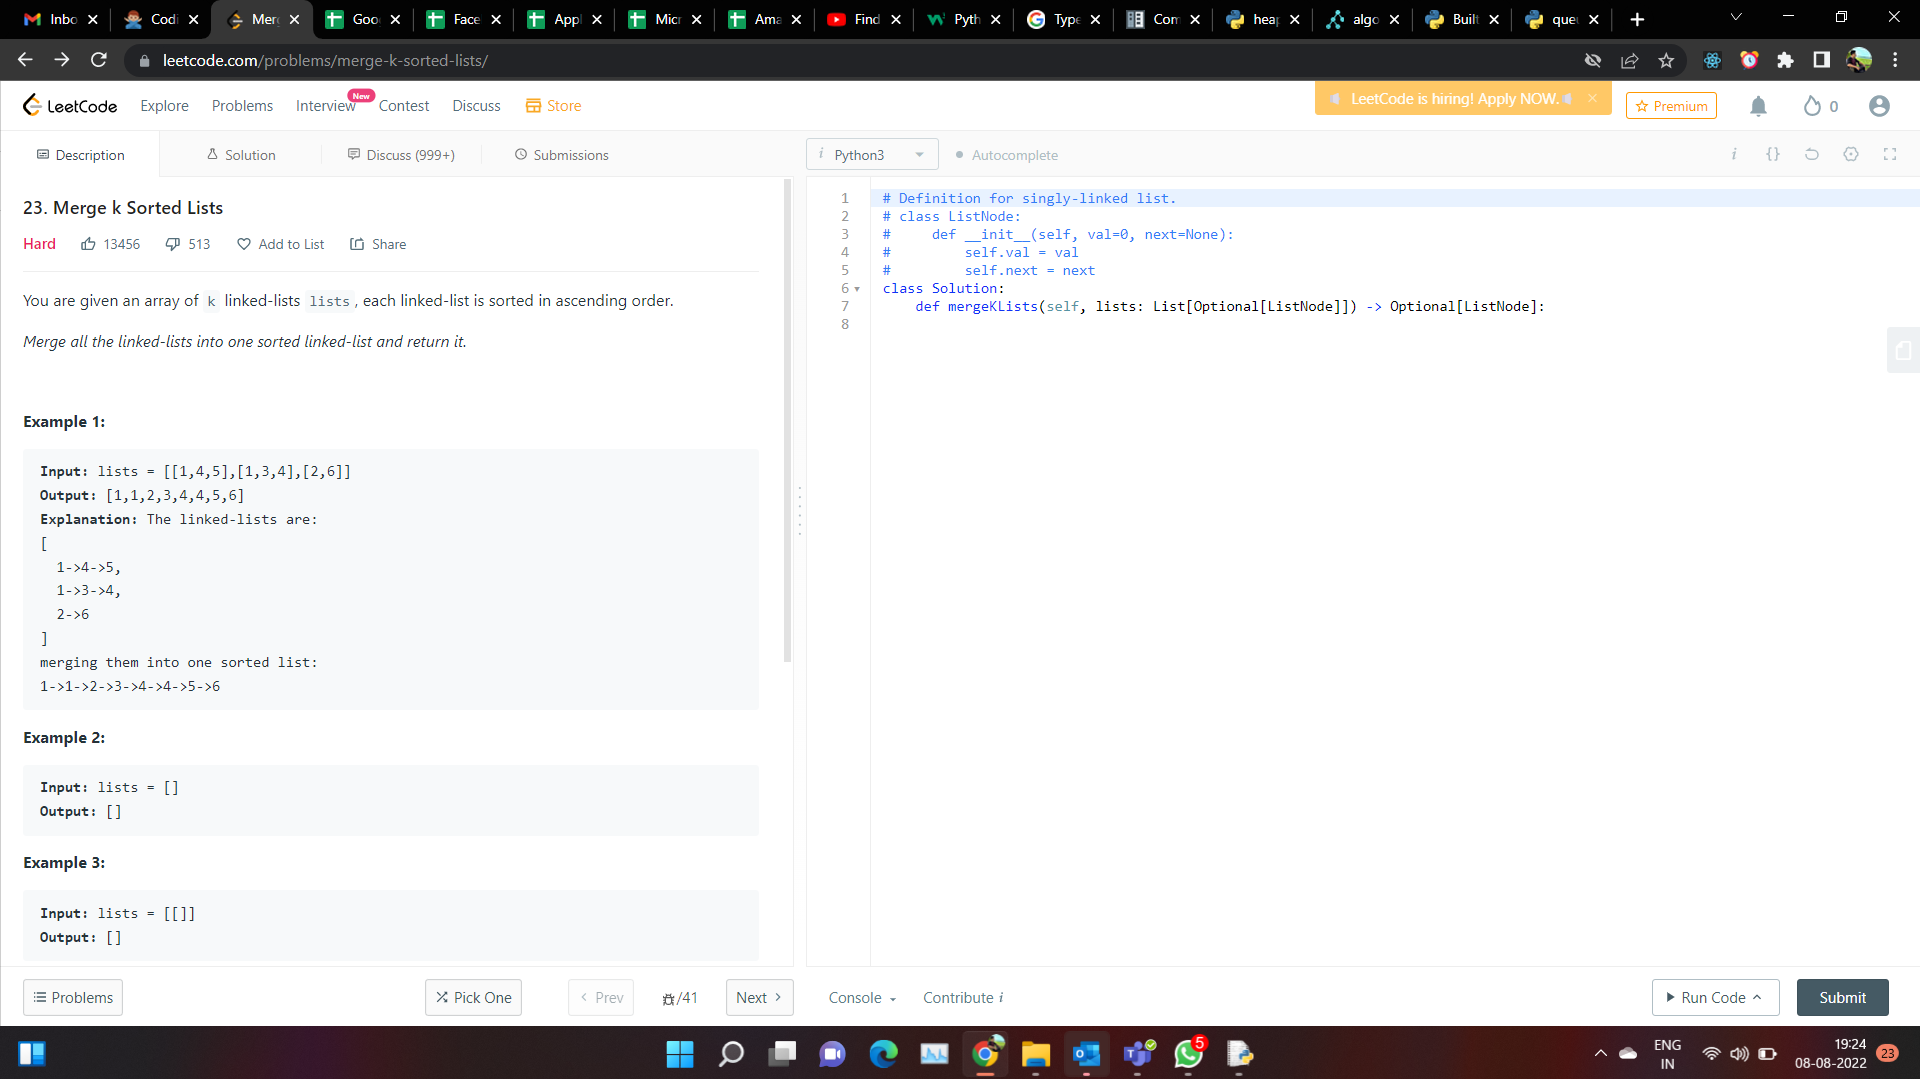 Inbo Codi Merg Goo Face Appl Micr Ama Find Pyth Type Com heap algo Built que
leetcode.com/problems/merge-k-sorted-lists/
LeetCode Explore Problems Interview New Contest Discuss Store LeetCode is hiring! Apply NOW. Premium 0
Description Solution Discuss (999+) Submissions i Python3 Autocomplete i {}
23. Merge k Sorted Lists
Hard 13456 513 Add to List Share
You are given an array of k linked-lists lists, each linked-list is sorted in ascending order.
Merge all the linked-lists into one sorted linked-list and return it.
Example 1:
Input: lists = [[1,4,5],[1,3,4],[2,6]]
Output: [1,1,2,3,4,4,5,6]
Explanation: The linked-lists are:
[
  1->4->5,
  1->3->4,
  2->6
]
merging them into one sorted list:
1->1->2->3->4->4->5->6
Example 2:
Input: lists = []
Output: []
Example 3:
Input: lists = [[]]
Output: []
1 # Definition for singly-linked list.
2 # class ListNode:
3 #     def __init__(self, val=0, next=None):
4 #         self.val = val
5 #         self.next = next
6 class Solution:
7     def mergeKLists(self, lists: List[Optional[ListNode]]) -> Optional[ListNode]:
8
Problems Pick One < Prev /41 Next > Console Contribute i Run Code Submit
5 ENG 19:24
IN 08-08-2022 23